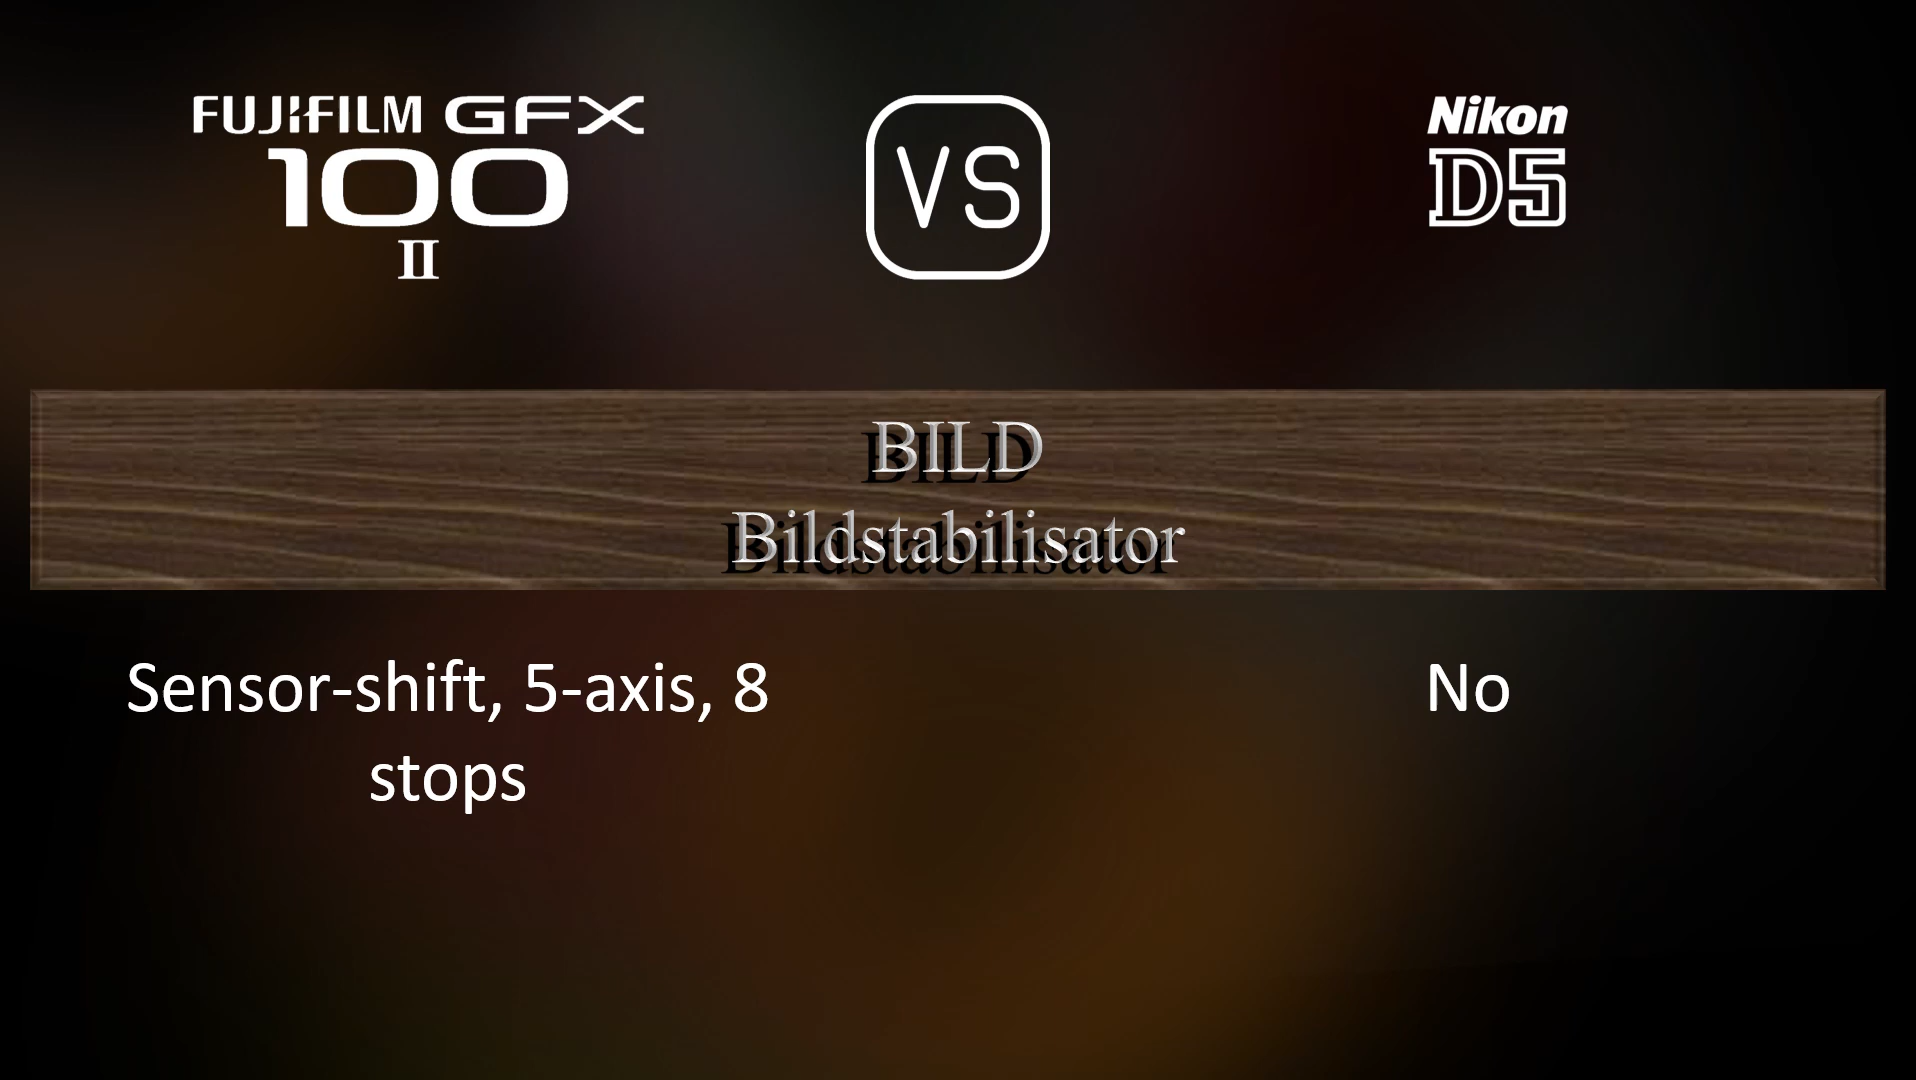 FUJIFILM GFX
100
II
VS
Nikon
D5
BILD
Bildstabilisator
Sensor-shift, 5-axis, 8
stops
No